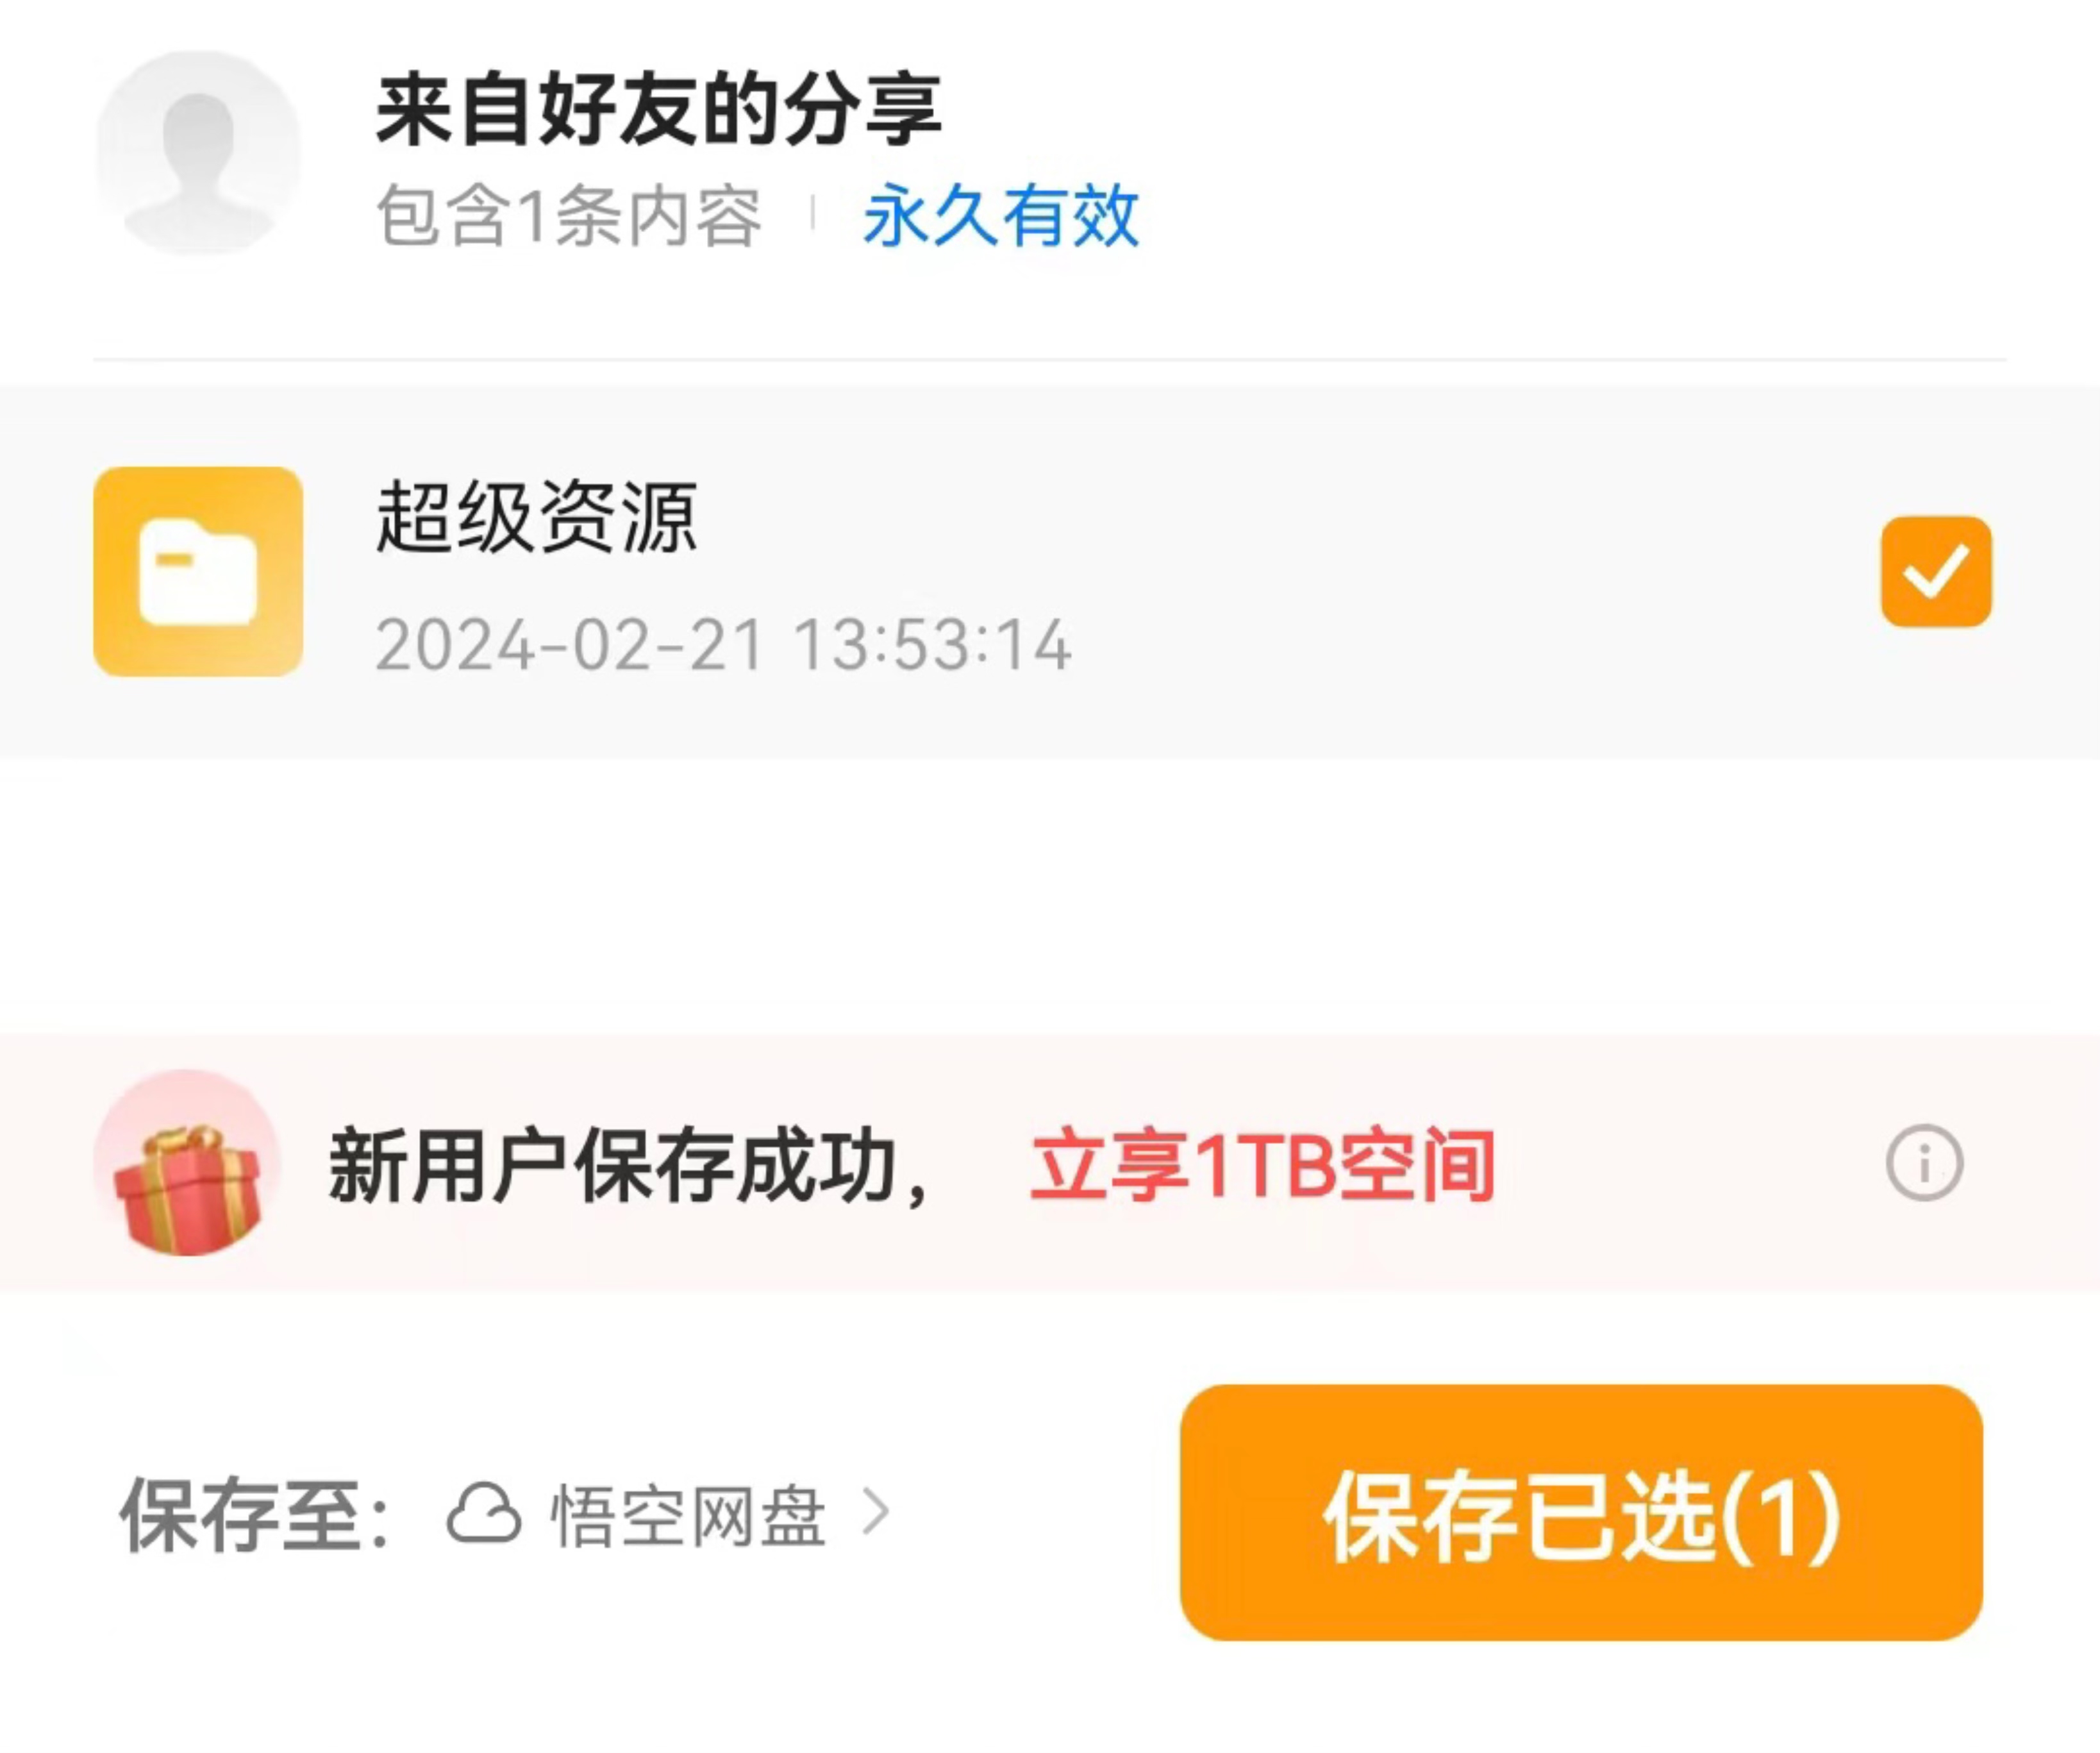 来自好友的分享
包含1条内容 | 永久有效
超级资源
2024-02-21 13:53:14
新用户保存成功， 立享1TB空间
保存至： 悟空网盘
保存已选(1)